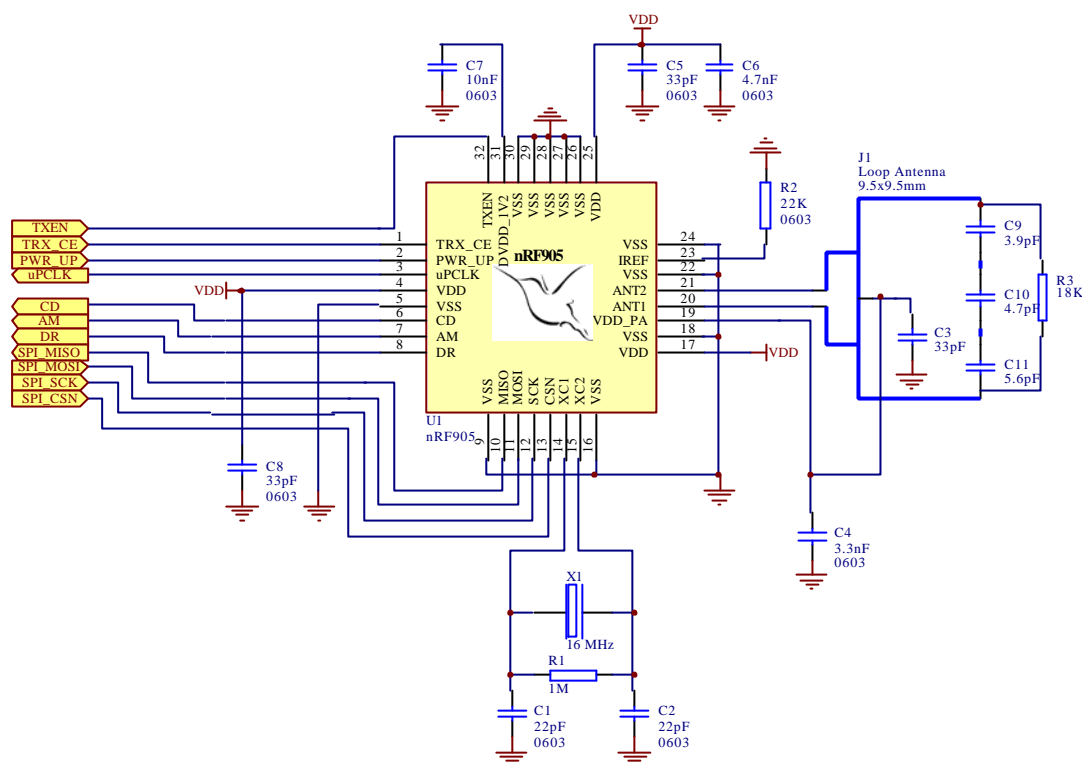 VDD
C7
10nF
0603
C5
33pF
0603
C6
4.7nF
0603
32
31
30
29
28
27
26
25
TXEN
DVDD_1V2
VSS
VSS
VSS
VSS
VSS
VDD
R2
22K
0603
J1
Loop Antenna
9.5x9.5mm
TXEN
TRX_CE
PWR_UP
uPCLK
CD
AM
DR
SPI_MISO
SPI_MOSI
SPI_SCK
SPI_CSN
VDD
1
2
3
4
5
6
7
8
TRX_CE
PWR_UP
uPCLK
VDD
VSS
CD
AM
DR
nRF905
VSS
IREF
VSS
ANT2
ANT1
VDD_PA
VSS
VDD
24
23
22
21
20
19
18
17
VDD
C9
3.9pF
C10
4.7pF
C11
5.6pF
R3
18K
C3
33pF
VSS
MISO
MOSI
SCK
CSN
XC1
XC2
VSS
U1
nRF905
9
10
11
12
13
14
15
16
C8
33pF
0603
C4
3.3nF
0603
X1
16 MHz
R1
1M
C1
22pF
0603
C2
22pF
0603